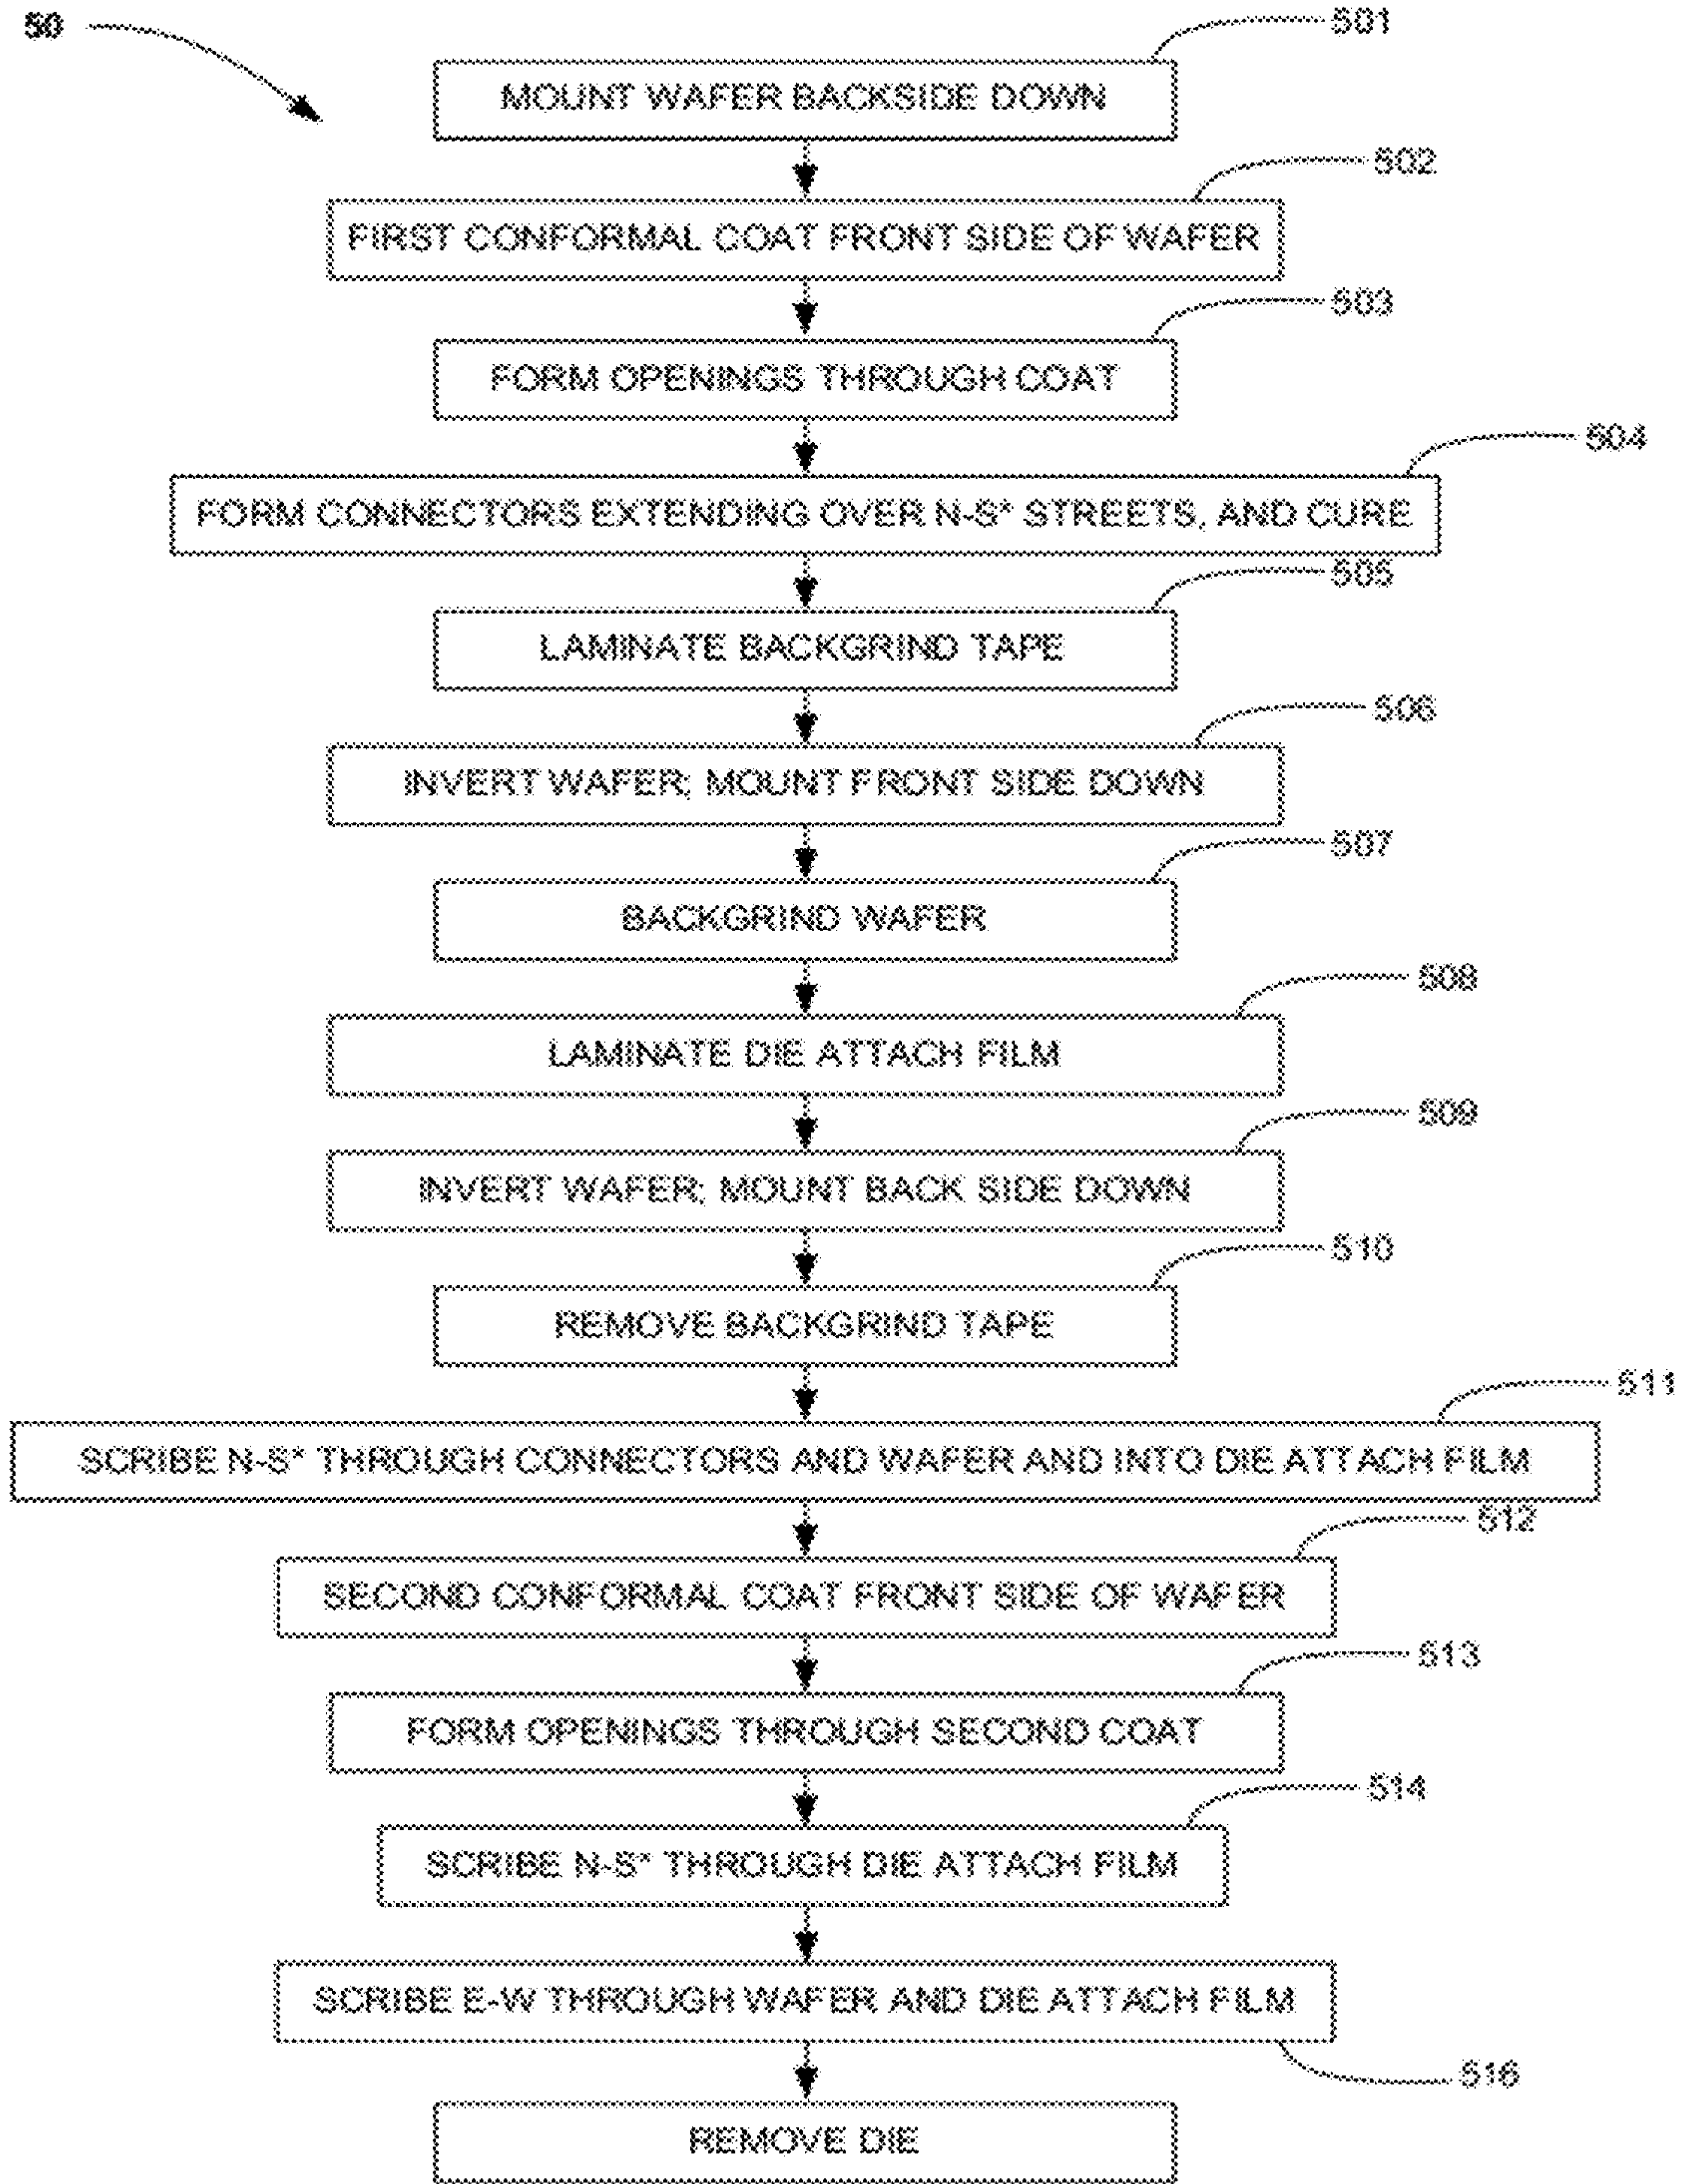 50
501
MOUNT WAFER BACKSIDE DOWN
502
FIRST CONFORMAL COAT FRONT SIDE OF WAFER
503
FORM OPENINGS THROUGH COAT
504
FORM CONNECTORS EXTENDING OVER N-S* STREETS, AND CURE
505
LAMINATE BACKGRIND TAPE
506
INVERT WAFER; MOUNT FRONT SIDE DOWN
507
BACKGRIND WAFER
508
LAMINATE DIE ATTACH FILM
509
INVERT WAFER; MOUNT BACK SIDE DOWN
510
REMOVE BACKGRIND TAPE
511
SCRIBE N-S* THROUGH CONNECTORS AND WAFER AND INTO DIE ATTACH FILM
512
SECOND CONFORMAL COAT FRONT SIDE OF WAFER
513
FORM OPENINGS THROUGH SECOND COAT
514
SCRIBE N-S* THROUGH DIE ATTACH FILM
SCRIBE E-W THROUGH WAFER AND DIE ATTACH FILM
516
REMOVE DIE